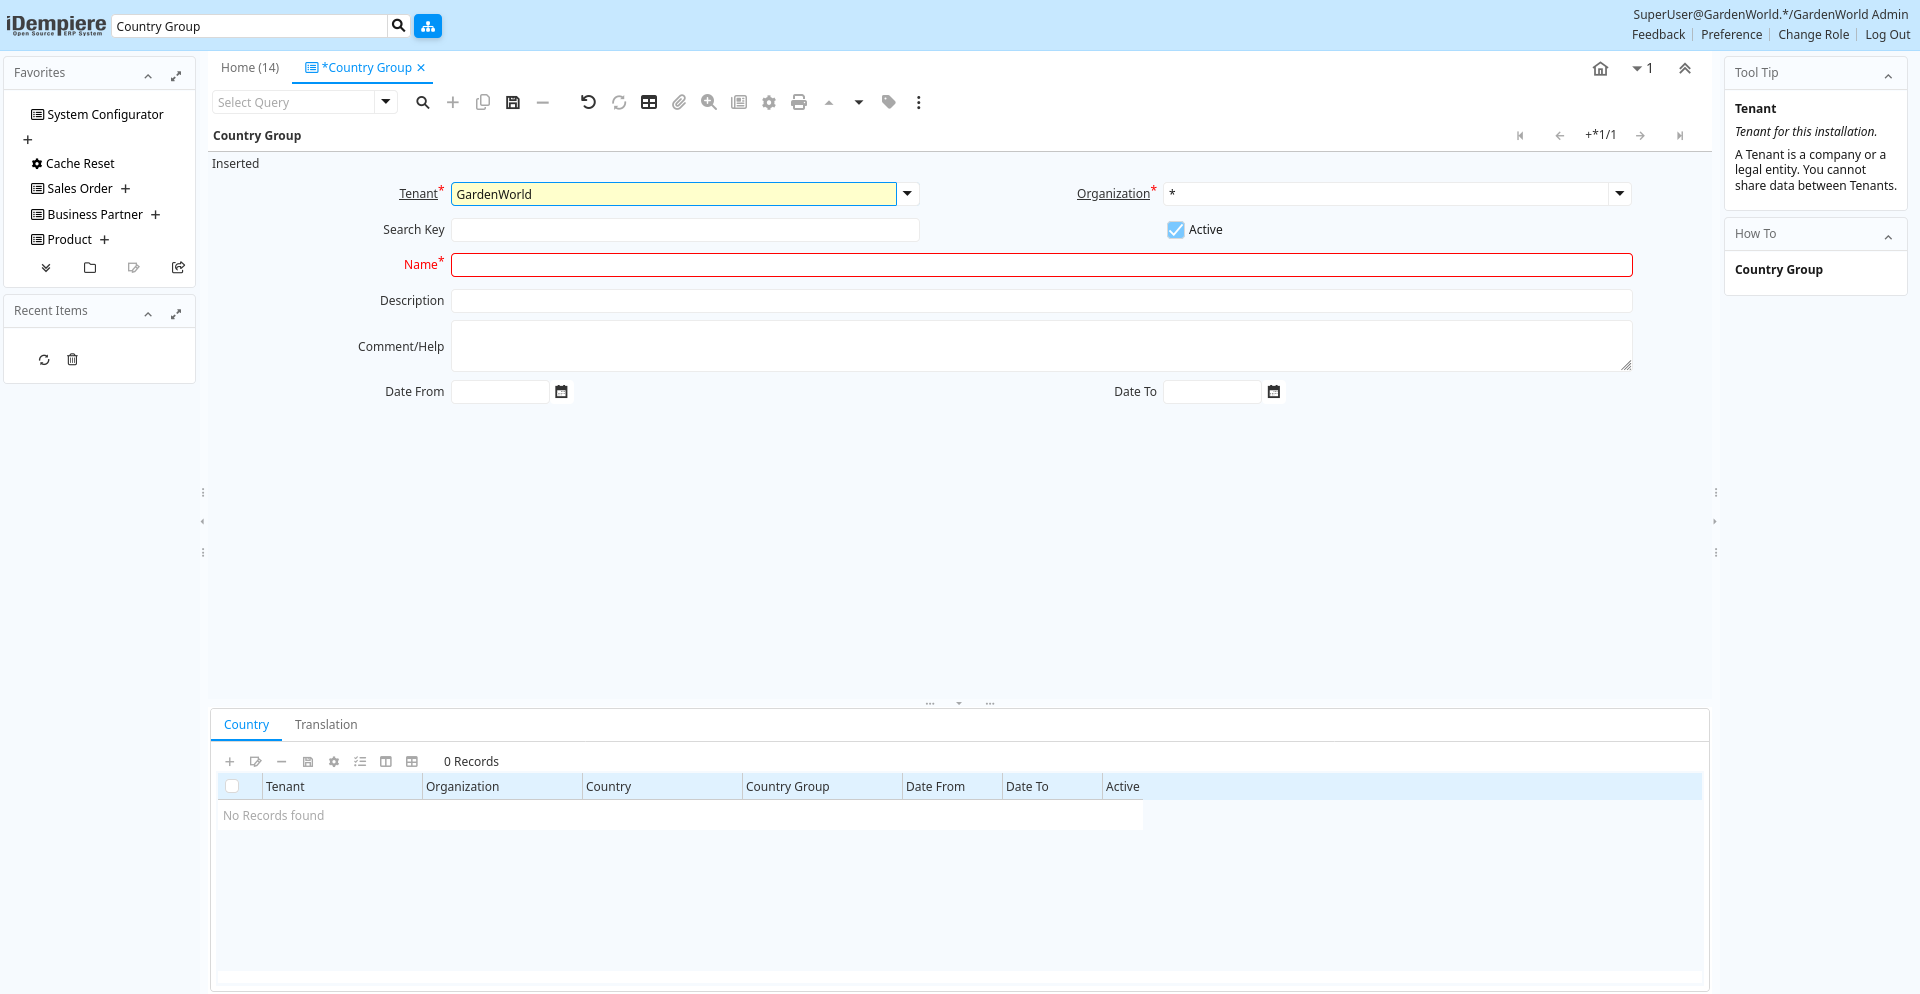 iDempiere
Open Source ERP System
Country Group
SuperUser@GardenWorld.*/GardenWorld Admin
Feedback
Preference
Change Role
Log Out
Favorites
System Configurator
Cache Reset
Sales Order
Business Partner
Product
Recent Items
Home (14)
*Country Group
1
Select Query
Country Group
+*1/1
Inserted
Tenant*
GardenWorld
Organization*
*
Search Key
Active
Name*
Description
Comment/Help
Date From
Date To
Country
Translation
0 Records
Tenant
Organization
Country
Country Group
Date From
Date To
Active
No Records found
Tool Tip
Tenant
Tenant for this installation.
A Tenant is a company or a
legal entity. You cannot
share data between Tenants.
How To
Country Group